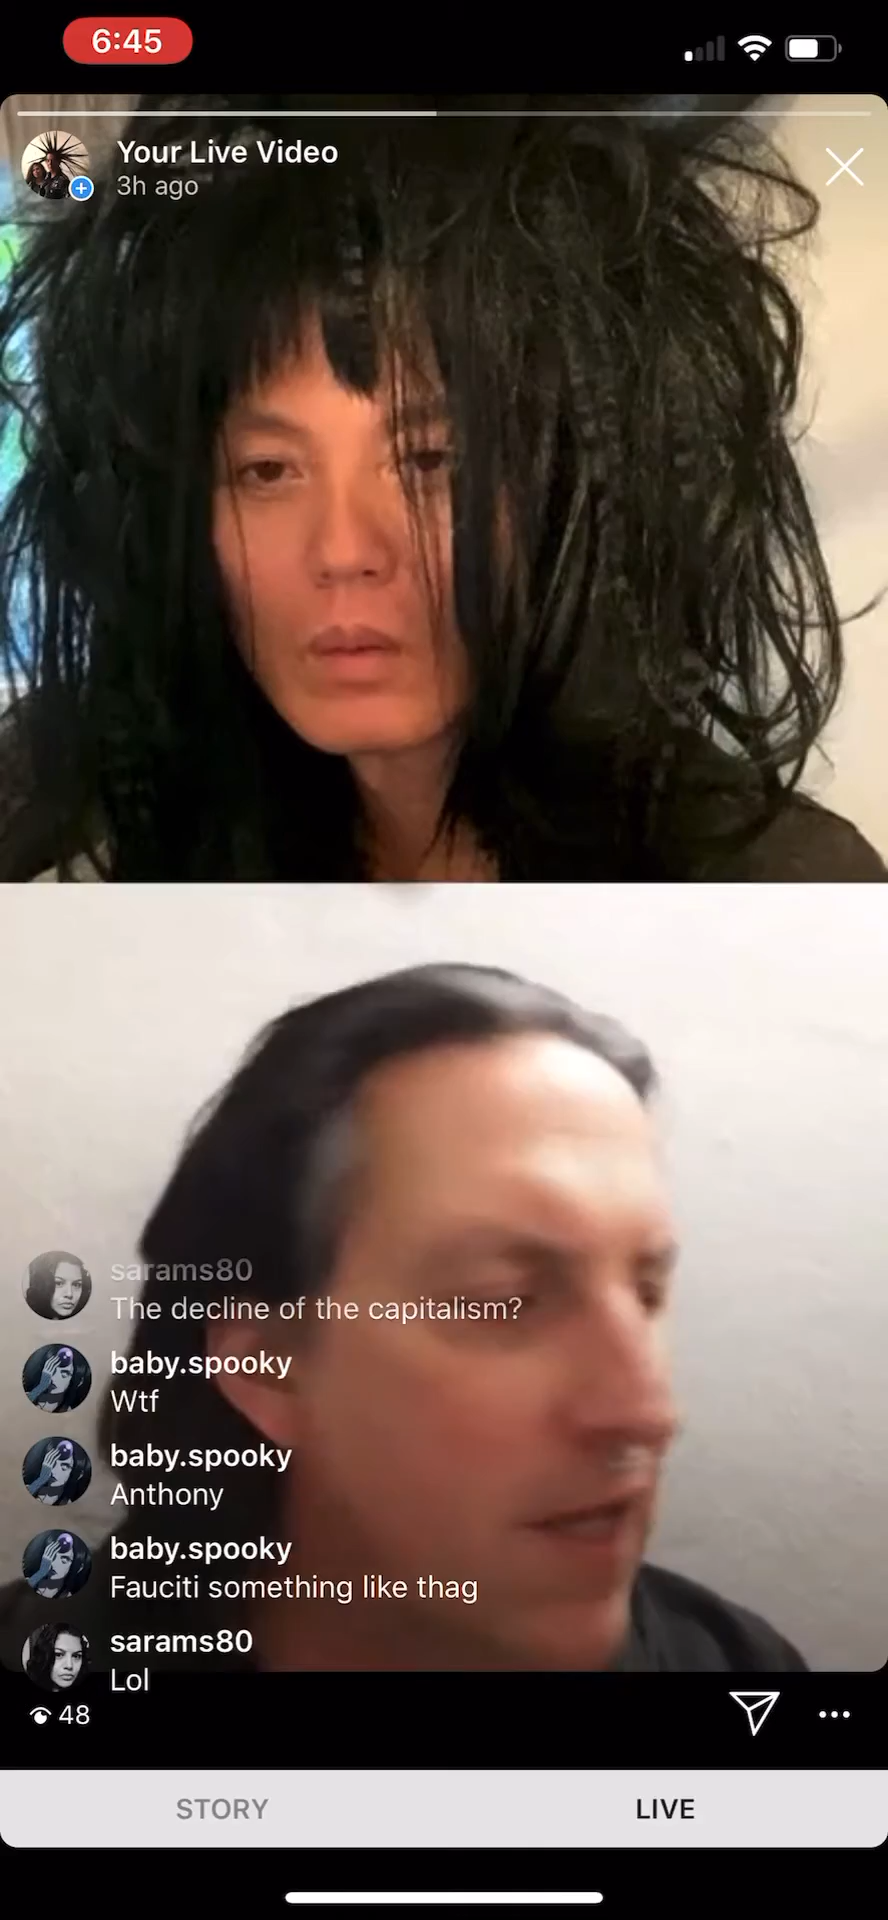 6:45
Your Live Video
3h ago
sarams80
The decline of the capitalism?
baby.spooky
Wtf
baby.spooky
Anthony
baby.spooky
Fauciti something like thag
sarams80
Lol
48
STORY
LIVE